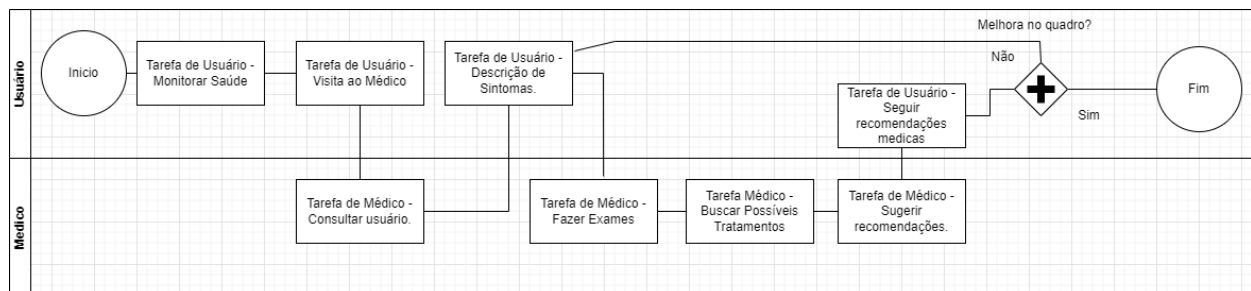 Usuário
Inicio
Tarefa de Usuário -
Monitorar Saúde
Tarefa de Usuário -
Visita ao Médico
Tarefa de Usuário -
Descrição de
Sintomas.
Tarefa de Usuário -
Seguir
recomendações
medicas
Melhora no quadro?
Não
Sim
Fim
Medico
Tarefa de Médico -
Consultar usuário.
Tarefa de Médico -
Fazer Exames
Tarefa Médico -
Buscar Possíveis
Tratamentos
Tarefa de Médico -
Sugerir
recomendações.